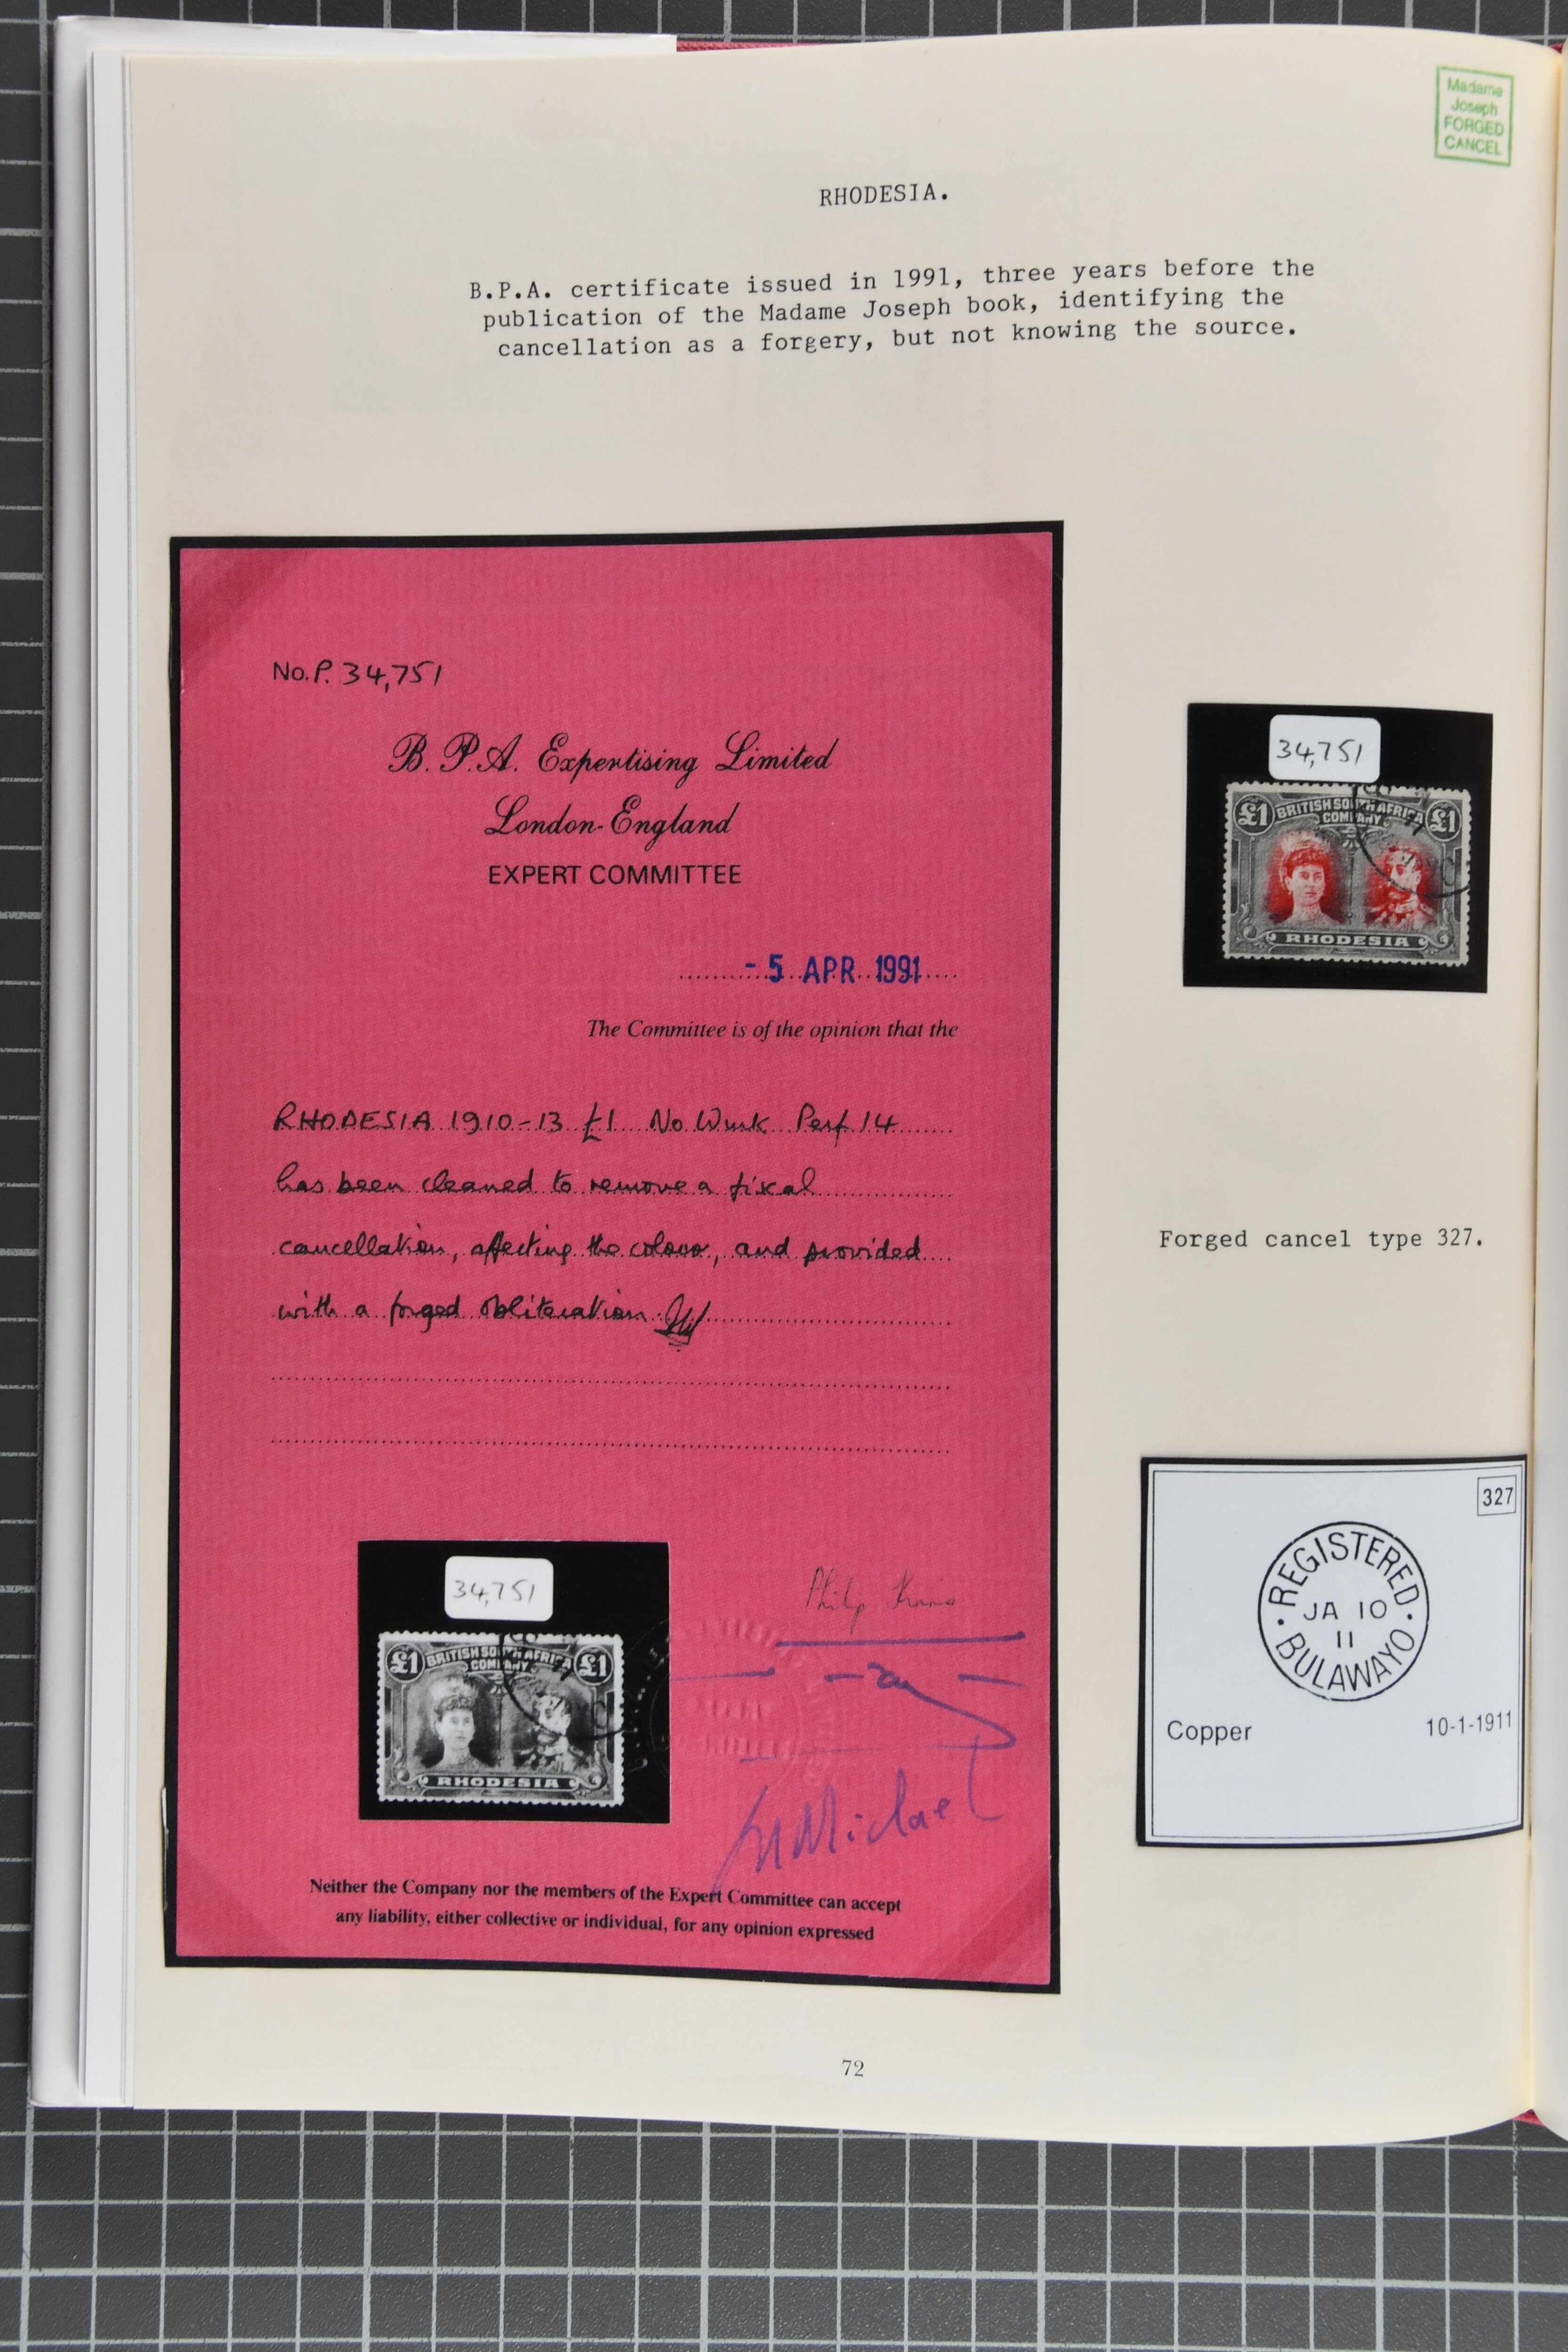 Madame
Joseph
FORGED
CANCEL
RHODESIA.
B.P.A. certificate issued in 1991, three years before the
publication of the Madame Joseph book, identifying the
cancellation as a forgery, but not knowing the source.
No.P. 34,751
B.P.A. Expertising Limited
London-England
EXPERT COMMITTEE
- 5 APR 1991
The Committee is of the opinion that the
RHODESIA 1910-13 £1 No Wmk Perf 14
has been cleaned to remove a fiscal
cancellation, affecting the colour, and provided
with a forged obliteration.
34,751
£1 BRITISH SOUTH AFRICA £1
COMPANY
RHODESIA
Philip
Michael
Neither the Company nor the members of the Expert Committee can accept
any liability, either collective or individual, for any opinion expressed
34,751
£1 BRITISH SOUTH AFRICA £1
COMPANY
RHODESIA
Forged cancel type 327.
327
REGISTERED
JA 10
11
BULAWAYO
Copper 10-1-1911
72